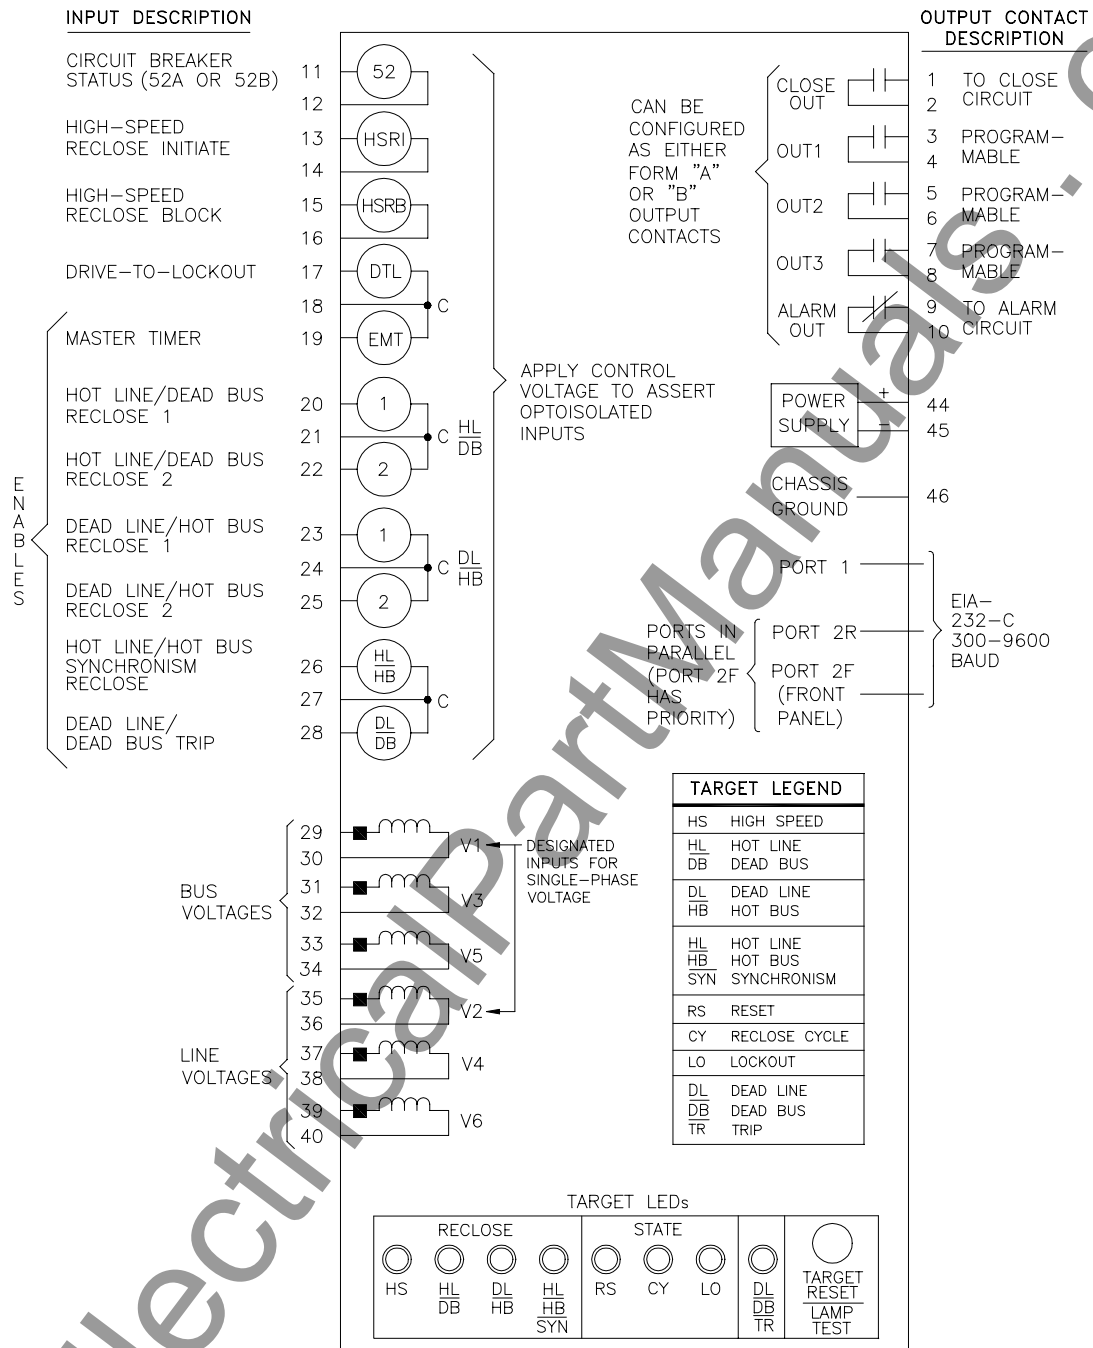 INPUT DESCRIPTION
CIRCUIT BREAKER
STATUS (52A OR 52B)
11
52
12
HIGH-SPEED
RECLOSE INITIATE
13
HSRI
14
HIGH-SPEED
RECLOSE BLOCK
15
HSRB
16
DRIVE-TO-LOCKOUT
17
DTL
18
C
MASTER TIMER
19
EMT
ENABLES
HOT LINE/DEAD BUS
RECLOSE 1
20
1
21
C HL
DB
HOT LINE/DEAD BUS
RECLOSE 2
22
2
DEAD LINE/HOT BUS
RECLOSE 1
23
1
24
C DL
HB
DEAD LINE/HOT BUS
RECLOSE 2
25
2
HOT LINE/HOT BUS
SYNCHRONISM
RECLOSE
26
HL
HB
27
C
DEAD LINE/
DEAD BUS TRIP
28
DL
DB
APPLY CONTROL
VOLTAGE TO ASSERT
OPTOISOLATED
INPUTS
OUTPUT CONTACT
DESCRIPTION
CAN BE
CONFIGURED
AS EITHER
FORM "A"
OR "B"
OUTPUT
CONTACTS
CLOSE
OUT
1
2
TO CLOSE
CIRCUIT
OUT1
3
4
PROGRAM-
MABLE
OUT2
5
6
PROGRAM-
MABLE
OUT3
7
8
PROGRAM-
MABLE
ALARM
OUT
9
10
TO ALARM
CIRCUIT
POWER
SUPPLY
+
−
44
45
CHASSIS
GROUND
46
PORT 1
PORTS IN
PARALLEL
(PORT 2F
HAS
PRIORITY)
PORT 2R
PORT 2F
(FRONT
PANEL)
EIA-
232-C
300-9600
BAUD
BUS
VOLTAGES
29
30
V1
31
32
V3
33
34
V5
DESIGNATED
INPUTS FOR
SINGLE-PHASE
VOLTAGE
LINE
VOLTAGES
35
36
V2
37
38
V4
39
40
V6
TARGET LEGEND
HS HIGH SPEED
HL HOT LINE
DB DEAD BUS
DL DEAD LINE
HB HOT BUS
HL HOT LINE
HB HOT BUS
SYN SYNCHRONISM
RS RESET
CY RECLOSE CYCLE
LO LOCKOUT
DL DEAD LINE
DB DEAD BUS
TR TRIP
TARGET LEDs
RECLOSE
HS
HL
DB
DL
HB
HL
HB
SYN
STATE
RS
CY
LO
DL
DB
TR
TARGET
RESET
LAMP
TEST
llectricalPartManuals .